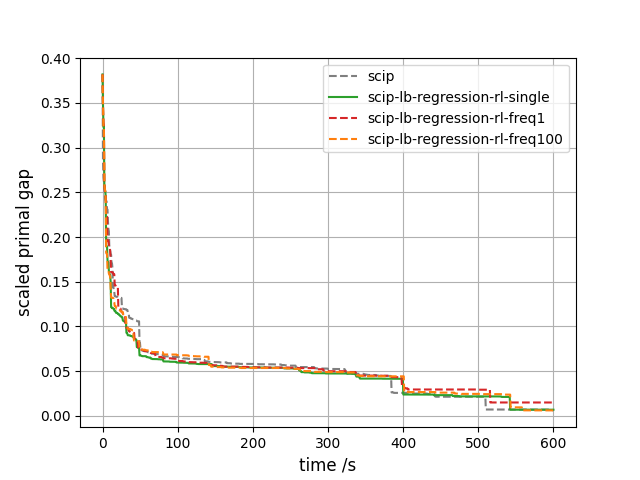 0.40
0.35
0.30
0.25
0.20
0.15
0.10
0.05
0.00
scaled primal gap
scip
scip-lb-regression-rl-single
scip-lb-regression-rl-freq1
scip-lb-regression-rl-freq100
0 100 200 300 400 500 600
time /s